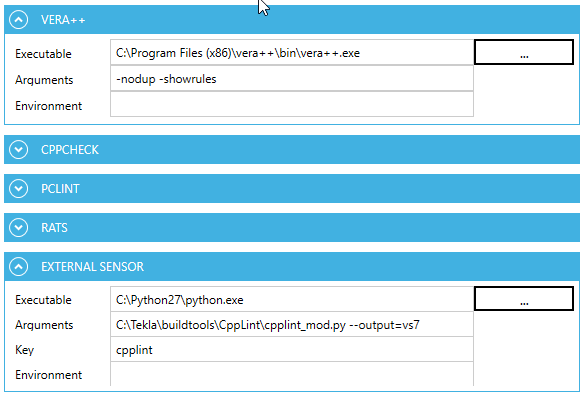 VERA++
Executable C:\Program Files (x86)\vera++\bin\vera++.exe ...
Arguments -nodup -showrules
Environment
CPPCHECK
PCLINT
RATS
EXTERNAL SENSOR
Executable C:\Python27\python.exe ...
Arguments C:\Tekla\buildtools\CppLint\cpplint_mod.py --output=vs7
Key cpplint
Environment